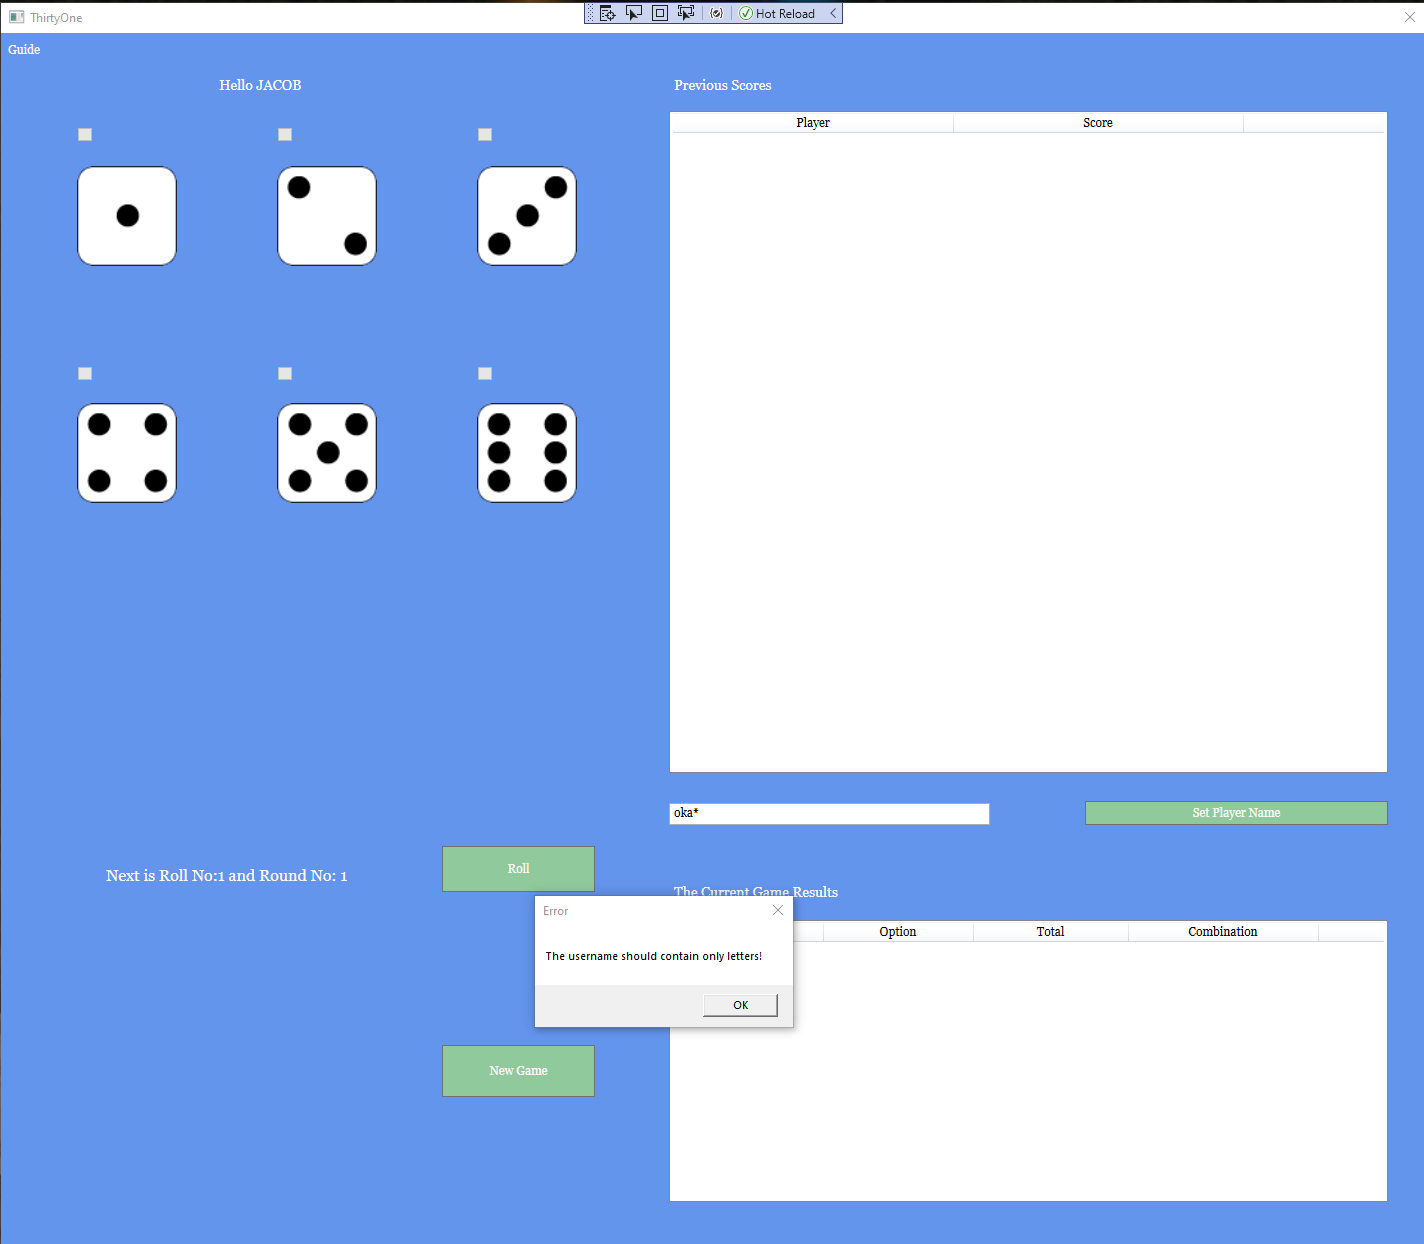 ThirtyOne
Hot Reload
Guide
Hello JACOB
Previous Scores
Player Score
oka*
Set Player Name
Next is Roll No:1 and Round No: 1
Roll
The Current Game Results
Option Total Combination
Error
The username should contain only letters!
OK
New Game